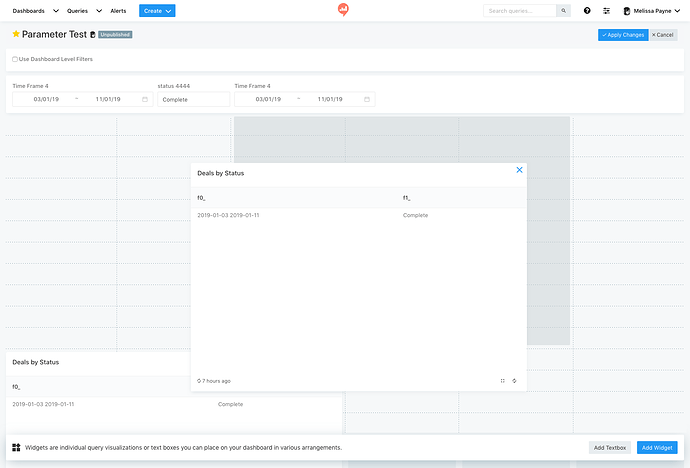 Dashboards Queries Alerts Create Search queries... Melissa Payne
Parameter Test Unpublished Apply Changes Cancel
Use Dashboard Level Filters
Time Frame 4 status 4444 Time Frame 4
03/01/19 ~ 11/01/19 Complete 03/01/19 ~ 11/01/19
Deals by Status
f0_ f1_
2019-01-03 2019-01-11 Complete
7 hours ago
Deals by Status
f0_
2019-01-03 2019-01-11 Complete
Widgets are individual query visualizations or text boxes you can place on your dashboard in various arrangements. Add Textbox Add Widget